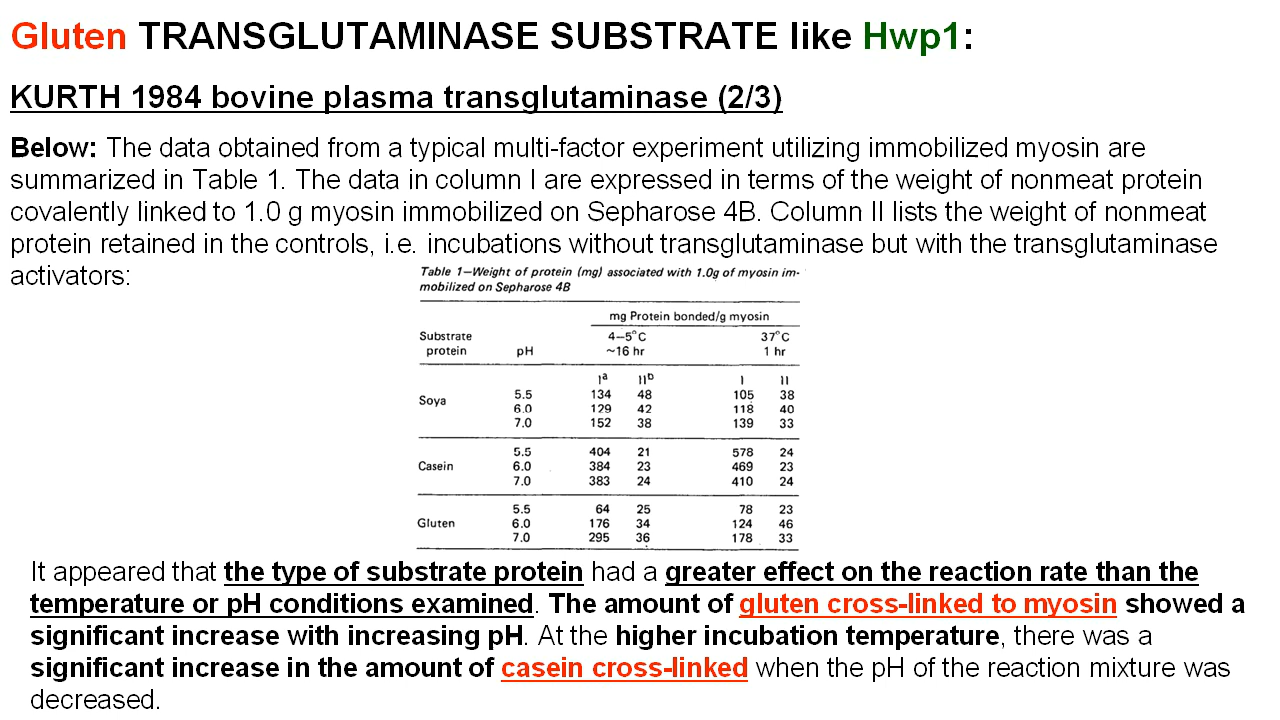 Gluten TRANSGLUTAMINASE SUBSTRATE like Hwp1:
KURTH 1984 bovine plasma transglutaminase (2/3)
Below: The data obtained from a typical multi-factor experiment utilizing immobilized myosin are
summarized in Table 1. The data in column I are expressed in terms of the weight of nonmeat protein
covalently linked to 1.0 g myosin immobilized on Sepharose 4B. Column II lists the weight of nonmeat
protein retained in the controls, i.e. incubations without transglutaminase but with the transglutaminase
activators:
Table 1—Weight of protein (mg) associated with 1.0g of myosin im-
mobilized on Sepharose 4B
mg Protein bonded/g myosin
Substrate 4–5°C 37°C
protein pH ~16 hr 1 hr
Iª IIᵇ I II
5.5 134 48 105 38
Soya 6.0 129 42 118 40
7.0 152 38 139 33
5.5 404 21 578 24
Casein 6.0 384 23 469 23
7.0 383 24 410 24
5.5 64 25 78 23
Gluten 6.0 176 34 124 46
7.0 295 36 178 33
It appeared that the type of substrate protein had a greater effect on the reaction rate than the
temperature or pH conditions examined. The amount of gluten cross-linked to myosin showed a
significant increase with increasing pH. At the higher incubation temperature, there was a
significant increase in the amount of casein cross-linked when the pH of the reaction mixture was
decreased.